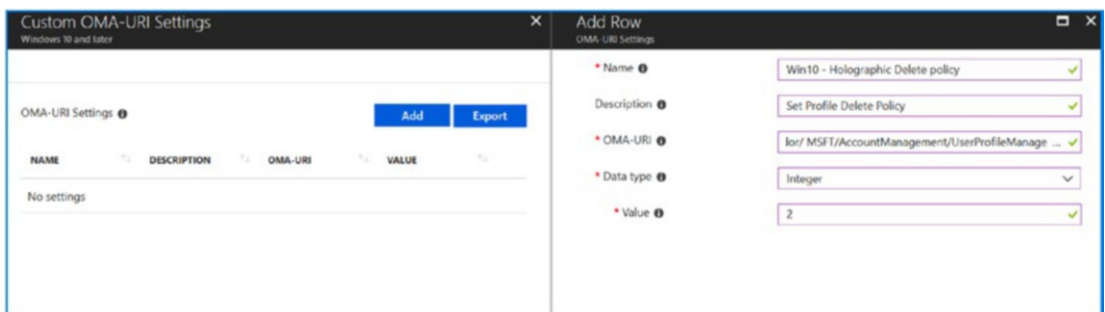 Custom OMA-URI Settings
Windows 10 and later
OMA-URI Settings
Add Export
NAME DESCRIPTION OMA-URI VALUE
No settings
Add Row
OMA-URI Settings
* Name Win10 - Holographic Delete policy
Description Set Profile Delete Policy
* OMA-URI lor/ MSFT/AccountManagement/UserProfileManage ...
* Data type Integer
* Value 2